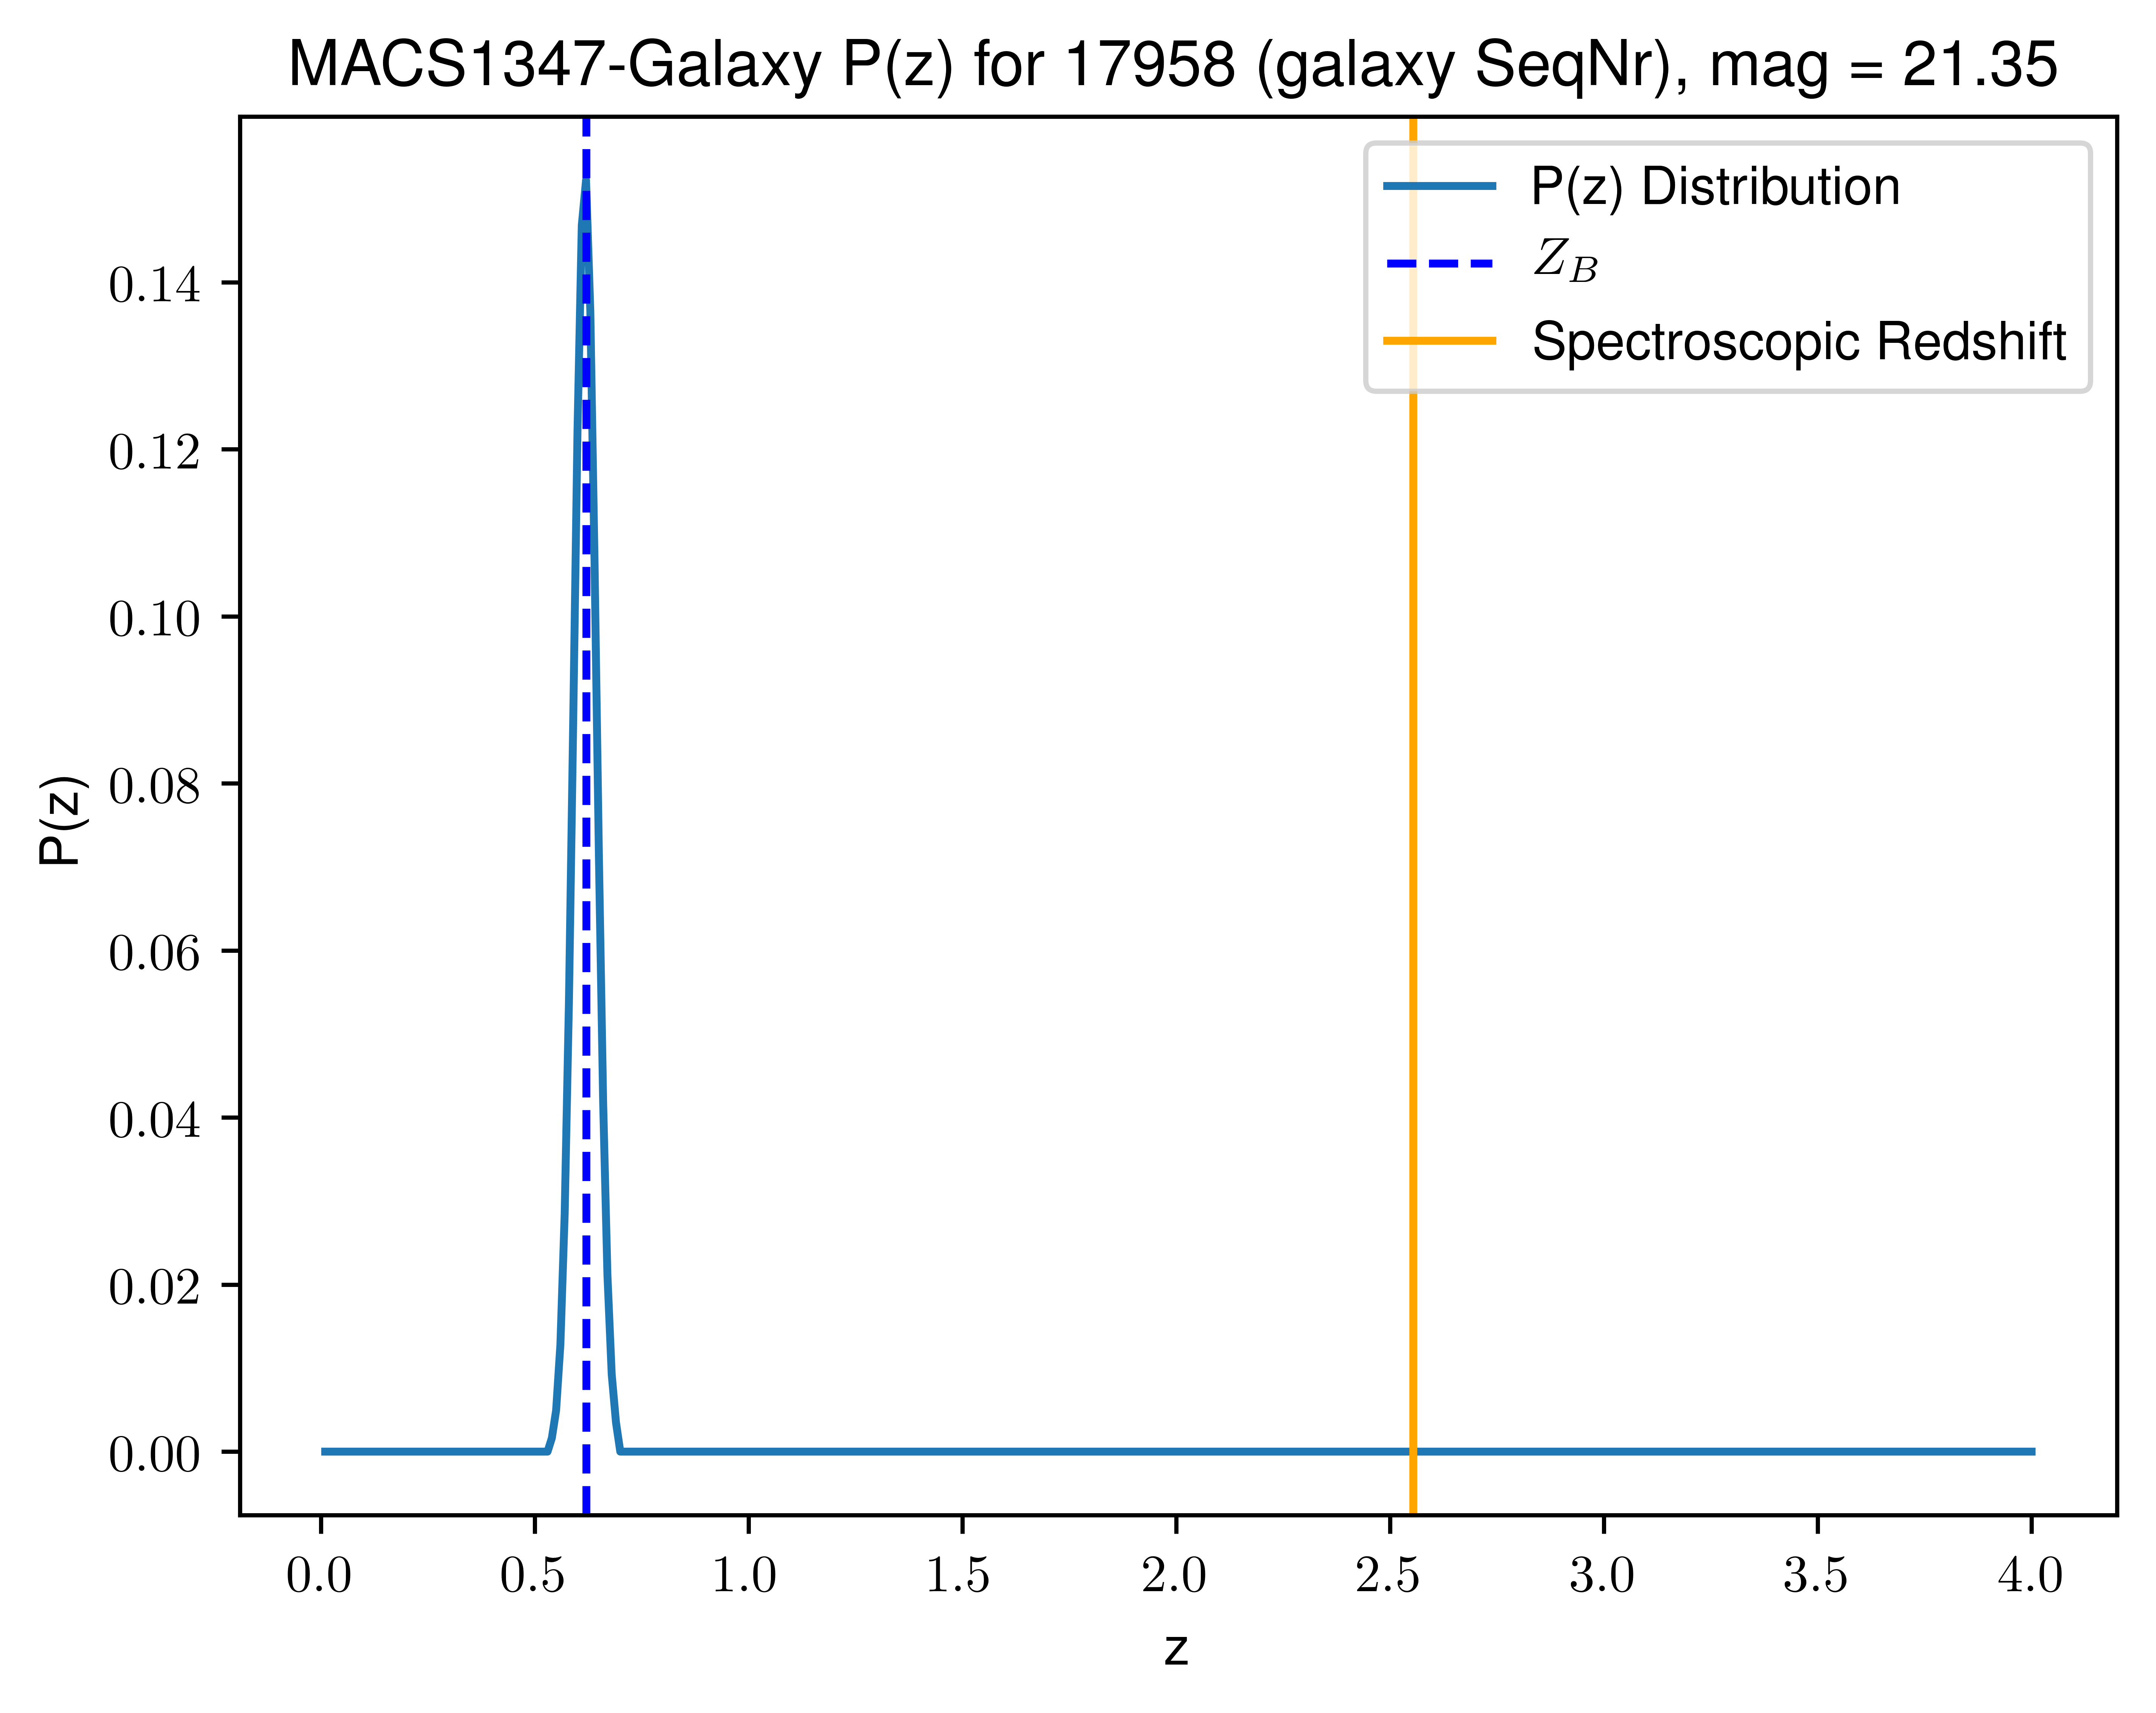 MACS1347-Galaxy P(z) for 17958 (galaxy SeqNr), mag = 21.35
P(z) Distribution
Z_B
Spectroscopic Redshift
0.14
0.12
0.10
0.08
0.06
0.04
0.02
0.00
P(z)
0.0 0.5 1.0 1.5 2.0 2.5 3.0 3.5 4.0
z